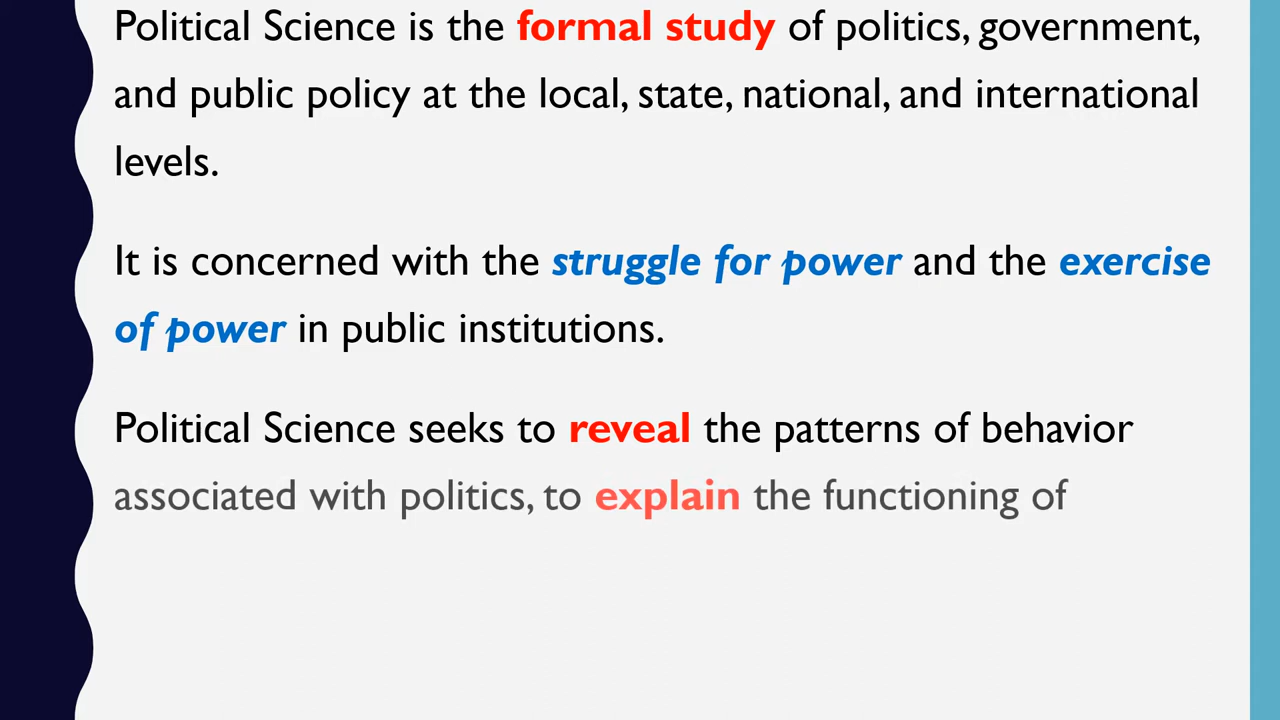 Political Science is the formal study of politics, government,
and public policy at the local, state, national, and international
levels.
It is concerned with the struggle for power and the exercise
of power in public institutions.
Political Science seeks to reveal the patterns of behavior
associated with politics, to explain the functioning of